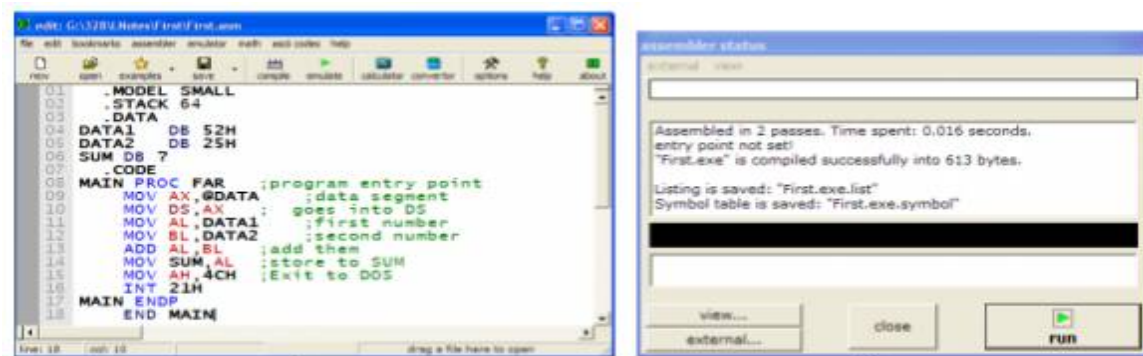 edit: G:\328\LNotes\First\First.asm
file edit bookmarks assembler emulator math ascii codes help
new open examples save compile emulate calculator convertor options help about
01 .MODEL SMALL
02 .STACK 64
03 .DATA
04 DATA1 DB 52H
05 DATA2 DB 25H
06 SUM DB ?
07 .CODE
08 MAIN PROC FAR ;program entry point
09 MOV AX,@DATA ;data segment
10 MOV DS,AX ; goes into DS
11 MOV AL,DATA1 ;first number
12 MOV BL,DATA2 ;second number
13 ADD AL,BL ;add them
14 MOV SUM,AL ;store to SUM
15 MOV AH,4CH ;Exit to DOS
16 INT 21H
17 MAIN ENDP
18 END MAIN
line: 18 col: 10 drag a file here to open
assembler status
external view
Assembled in 2 passes. Time spent: 0.016 seconds.
entry point not set!
"First.exe" is compiled successfully into 613 bytes.
Listing is saved: "First.exe.list"
Symbol table is saved: "First.exe.symbol"
view...
external...
close
run